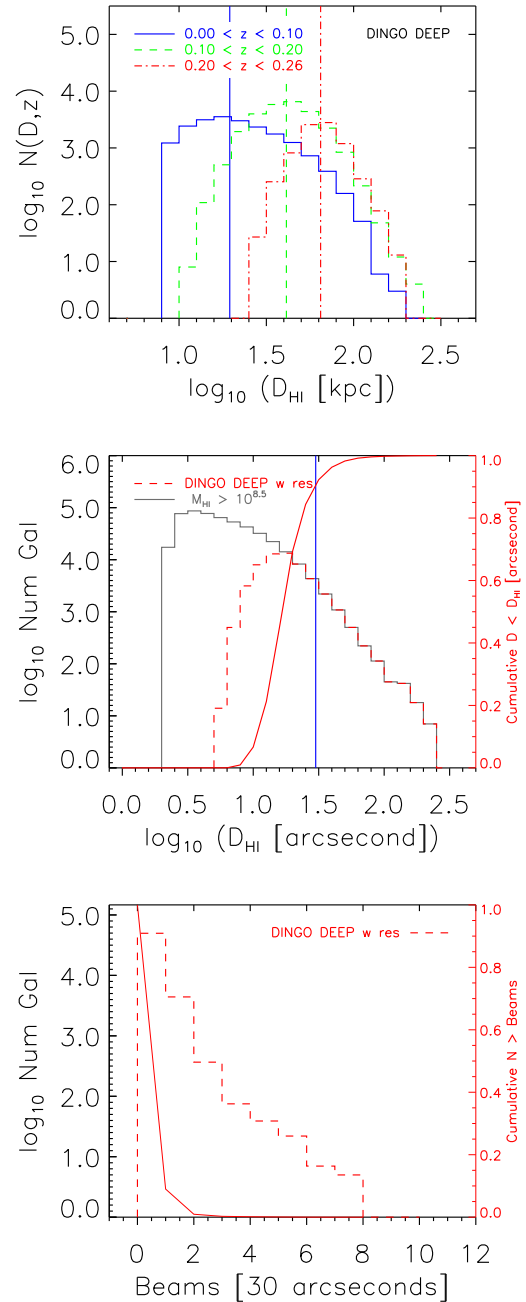 5.0
4.0
3.0
2.0
1.0
0.0
log10 N(D,z)
0.00 < z < 0.10
0.10 < z < 0.20
0.20 < z < 0.26
DINGO DEEP
1.0 1.5 2.0 2.5
log10 (DHI [kpc])
6.0
5.0
4.0
3.0
2.0
1.0
0.0
log10 Num Gal
DINGO DEEP w res
MHI > 10^8.5
1.0
0.8
0.6
0.4
0.2
0.0
Cumulative D < DHI [arcsecond]
0.0 0.5 1.0 1.5 2.0 2.5
log10 (DHI [arcsecond])
5.0
4.0
3.0
2.0
1.0
0.0
log10 Num Gal
DINGO DEEP w res
1.0
0.8
0.6
0.4
0.2
0.0
Cumulative N > Beams
0 2 4 6 8 10 12
Beams [30 arcseconds]